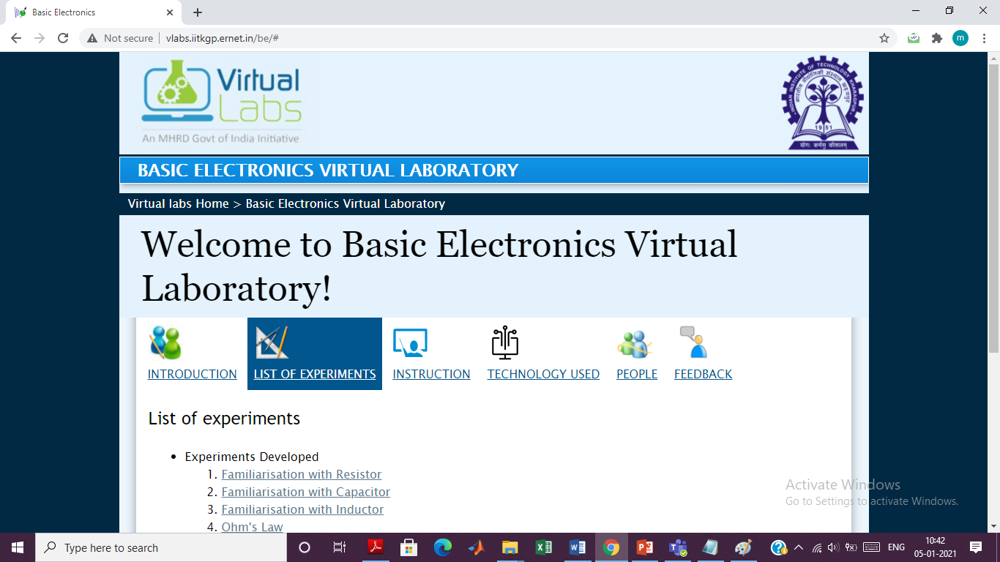 Basic Electronics
Not secure
vlabs.iitkgp.ernet.in/be/#
m
Virtual
Labs
An MHRD Govt of India Initiative
INDIAN INSTITUTE OF TECHNOLOGY KHARAGPUR
भारतीय प्रौद्योगिकी संस्थान खड़गपुर
1951
योगः कर्मसु कौशलम्
BASIC ELECTRONICS VIRTUAL LABORATORY
Virtual labs Home > Basic Electronics Virtual Laboratory
Welcome to Basic Electronics Virtual
Laboratory!
INTRODUCTION LIST OF EXPERIMENTS INSTRUCTION TECHNOLOGY USED PEOPLE FEEDBACK
List of experiments
• Experiments Developed
1. Familiarisation with Resistor
2. Familiarisation with Capacitor
3. Familiarisation with Inductor
4. Ohm's Law
Activate Windows
Go to Settings to activate Windows.
Type here to search
ENG
10:42
05-01-2021